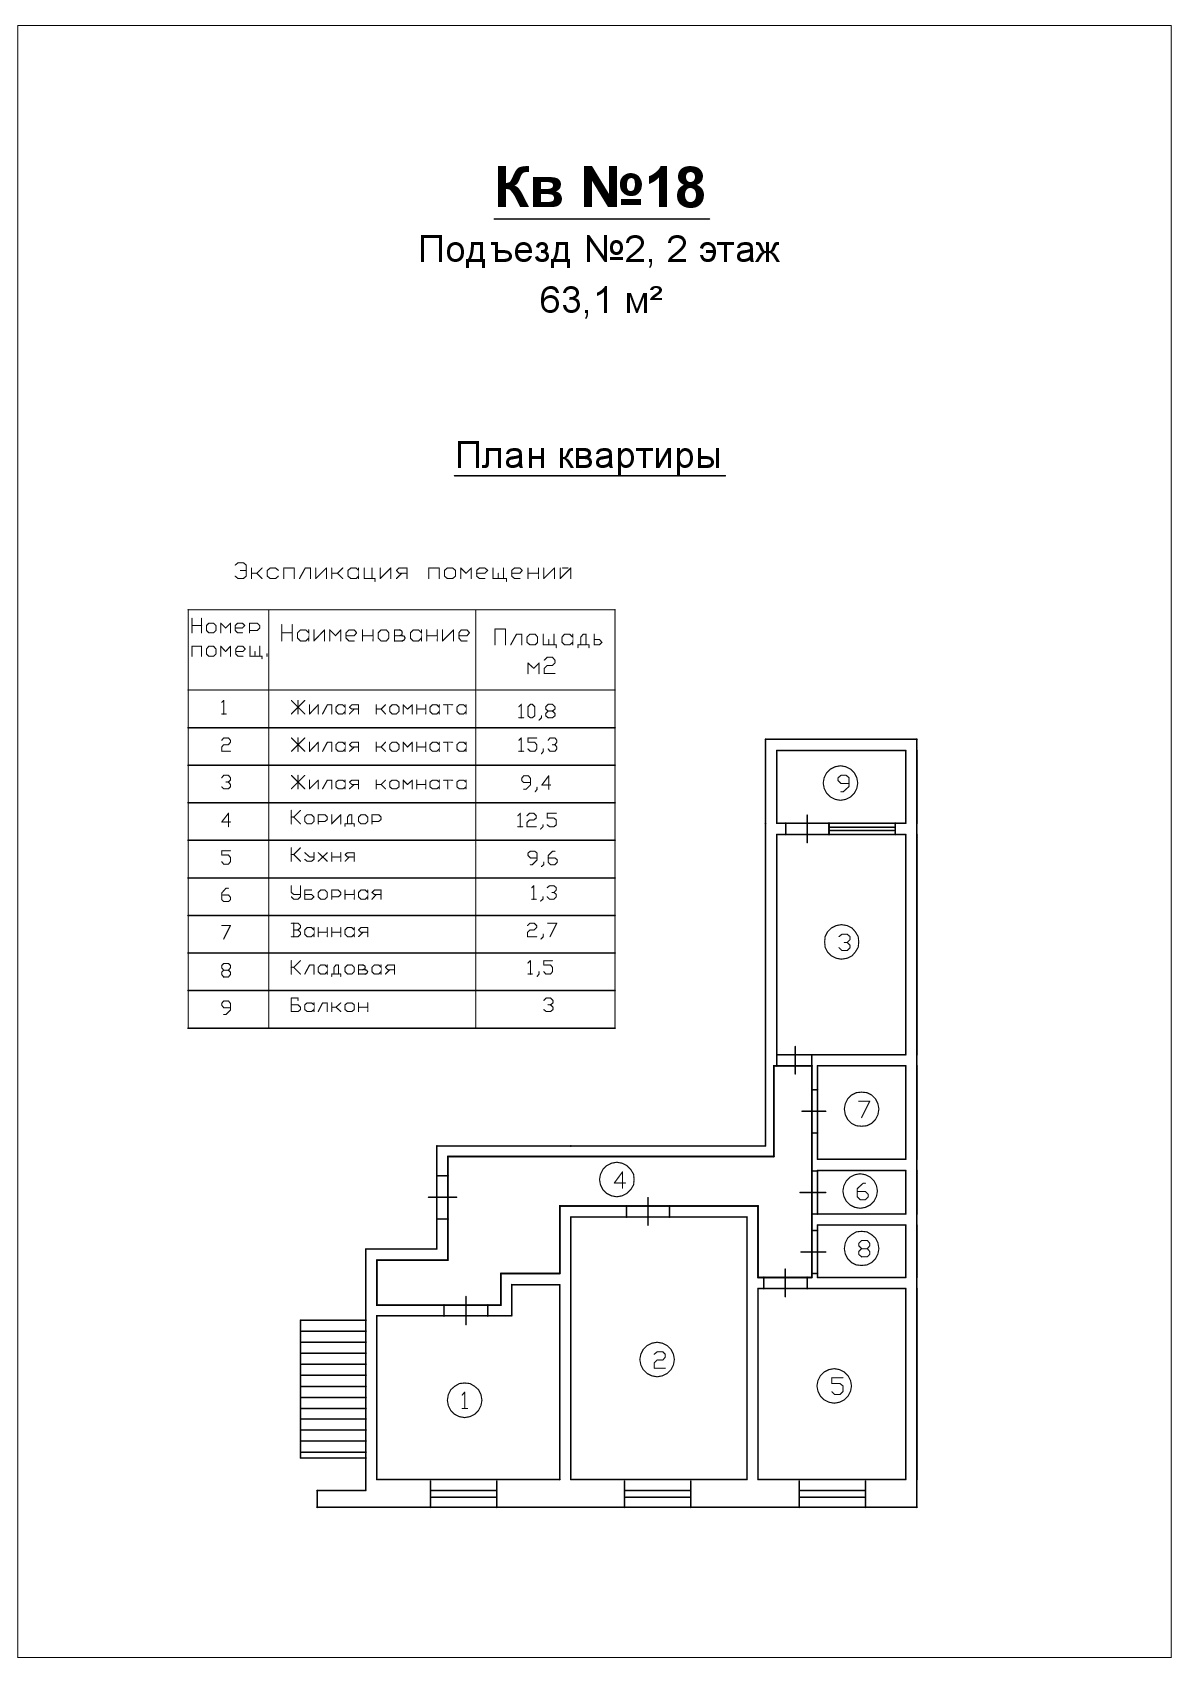 Кв №18
Подъезд №2, 2 этаж
63,1 м²
План квартиры
Экспликация помещений
Номер помещ. Наименование Площадь м2
1 Жилая комната 10,8
2 Жилая комната 15,3
3 Жилая комната 9,4
4 Коридор 12,5
5 Кухня 9,6
6 Уборная 1,3
7 Ванная 2,7
8 Кладовая 1,5
9 Балкон 3
9
3
7
4
6
8
2
5
1